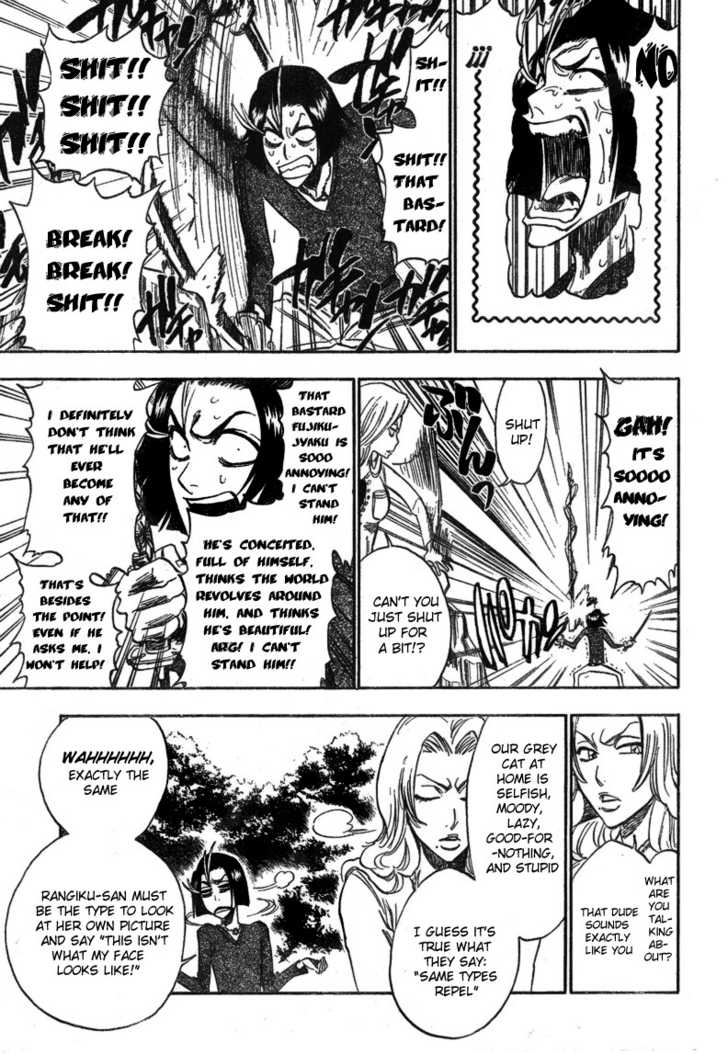 NO
iii
SH-
IT!!
SHIT!!
THAT
BAS-
TARD!
SHIT!!
SHIT!!
SHIT!!
BREAK!
BREAK!
SHIT!!
GAH!
IT'S
SOOOO
ANNO-
YING!
SHUT
UP!
CAN'T YOU
JUST SHUT
UP FOR
A BIT!?
THAT
BASTARD
FUJIKU-
JYAKU IS
SOOO
ANNOYING!
I CAN'T
STAND
HIM!
HE'S CONCEITED,
FULL OF HIMSELF,
THINKS THE WORLD
REVOLVES AROUND
HIM, AND THINKS
HE'S BEAUTIFUL!
ARG! I CAN'T
STAND HIM!!
I DEFINITELY
DON'T THINK
THAT HE'LL
EVER
BECOME
ANY OF
THAT!!
THAT'S
BESIDES
THE POINT!
EVEN IF HE
ASKS ME, I
WON'T HELP!
WHAT
ARE
YOU
TAL-
KING
AB-
OUT?
THAT DUDE
SOUNDS
EXACTLY
LIKE YOU
OUR GREY
CAT AT
HOME IS
SELFISH,
MOODY,
LAZY,
GOOD-FOR
-NOTHING,
AND STUPID
I GUESS IT'S
TRUE WHAT
THEY SAY:
"SAME TYPES
REPEL"
WAHHHHHH,
EXACTLY THE
SAME
RANGIKU-SAN MUST
BE THE TYPE TO LOOK
AT HER OWN PICTURE
AND SAY "THIS ISN'T
WHAT MY FACE
LOOKS LIKE!"